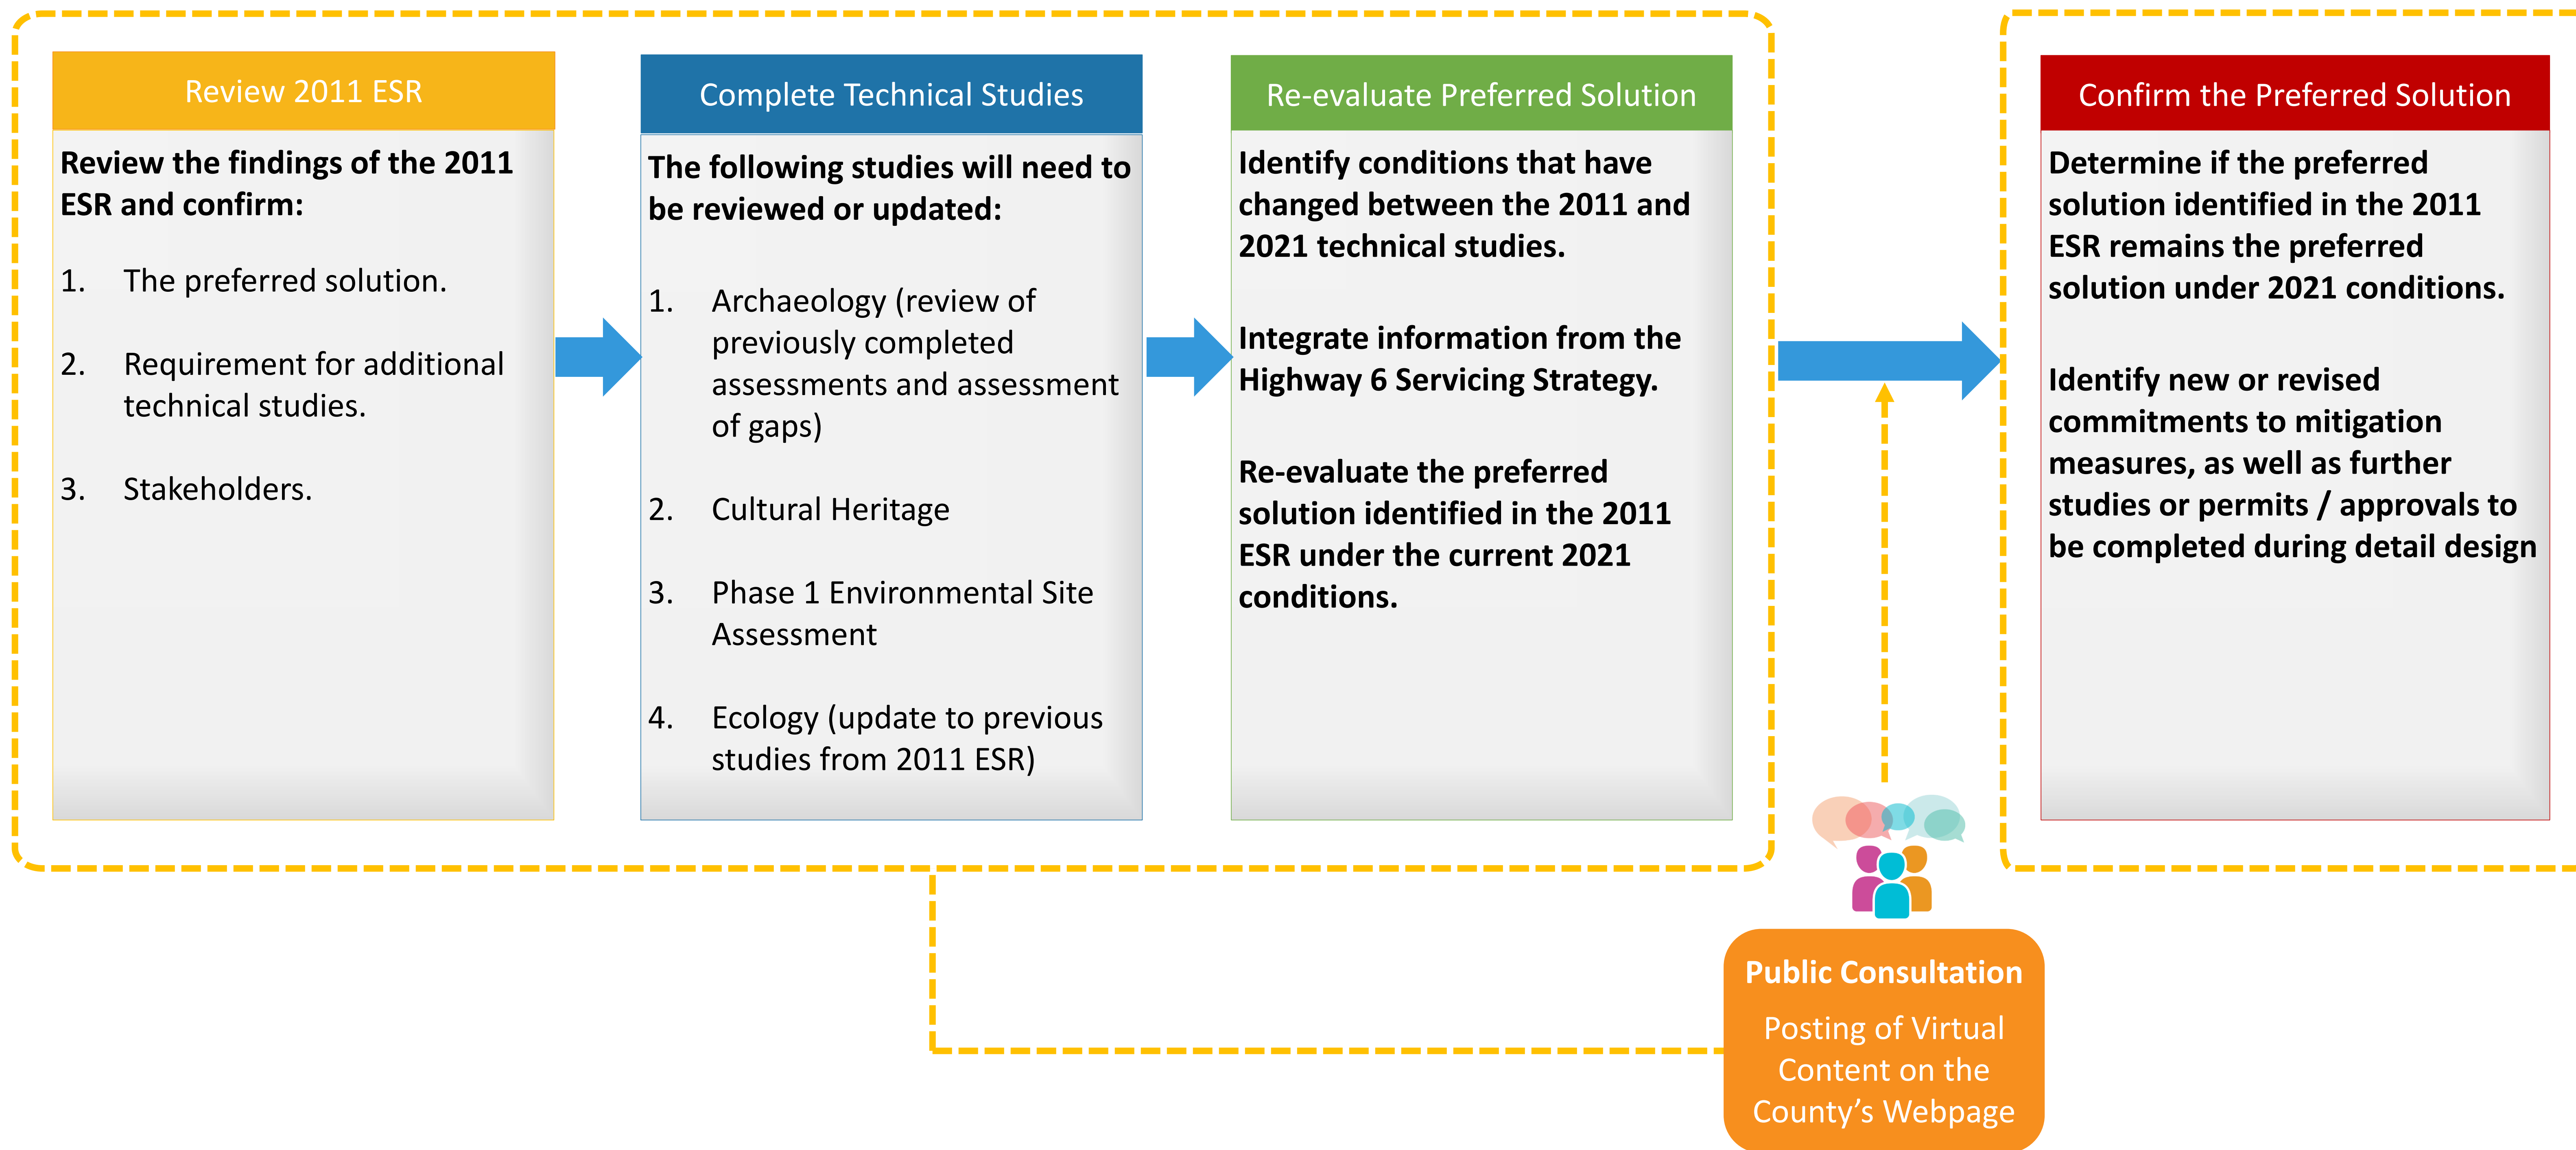 Review 2011 ESR
Review the findings of the 2011
ESR and confirm:
1. The preferred solution.
2. Requirement for additional
technical studies.
3. Stakeholders.
Complete Technical Studies
The following studies will need to
be reviewed or updated:
1. Archaeology (review of
previously completed
assessments and assessment
of gaps)
2. Cultural Heritage
3. Phase 1 Environmental Site
Assessment
4. Ecology (update to previous
studies from 2011 ESR)
Re-evaluate Preferred Solution
Identify conditions that have
changed between the 2011 and
2021 technical studies.
Integrate information from the
Highway 6 Servicing Strategy.
Re-evaluate the preferred
solution identified in the 2011
ESR under the current 2021
conditions.
Confirm the Preferred Solution
Determine if the preferred
solution identified in the 2011
ESR remains the preferred
solution under 2021 conditions.
Identify new or revised
commitments to mitigation
measures, as well as further
studies or permits / approvals to
be completed during detail design
Public Consultation
Posting of Virtual
Content on the
County's Webpage